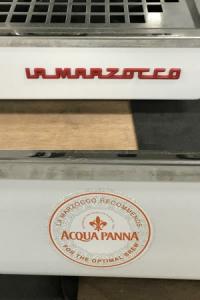 LA MARZOCCO
LA MARZOCCO RECOMMENDS
ACQUA PANNA
FOR THE OPTIMAL BREW